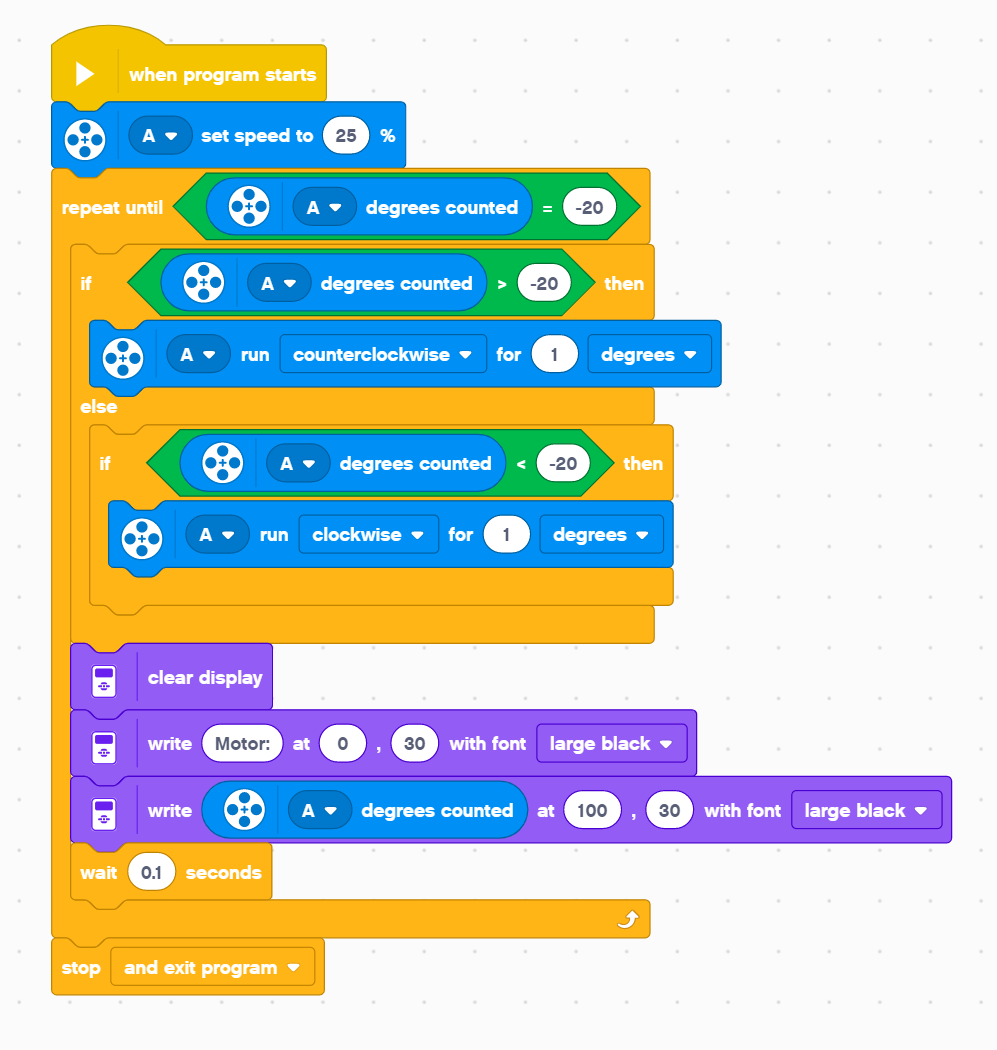 when program starts
A set speed to 25 %
repeat until A degrees counted = -20
if A degrees counted > -20 then
A run counterclockwise for 1 degrees
else
if A degrees counted < -20 then
A run clockwise for 1 degrees
clear display
write Motor: at 0 , 30 with font large black
write A degrees counted at 100 , 30 with font large black
wait 0.1 seconds
stop and exit program